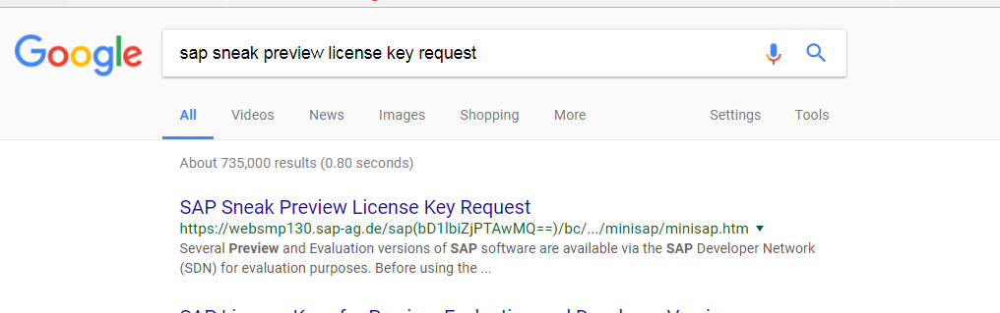 Google
sap sneak preview license key request
All Videos News Images Shopping More Settings Tools
About 735,000 results (0.80 seconds)
SAP Sneak Preview License Key Request
https://websmp130.sap-ag.de/sap(bD1lbiZjPTAwMQ==)/bc/.../minisap/minisap.htm
Several Preview and Evaluation versions of SAP software are available via the SAP Developer Network
(SDN) for evaluation purposes. Before using the ...